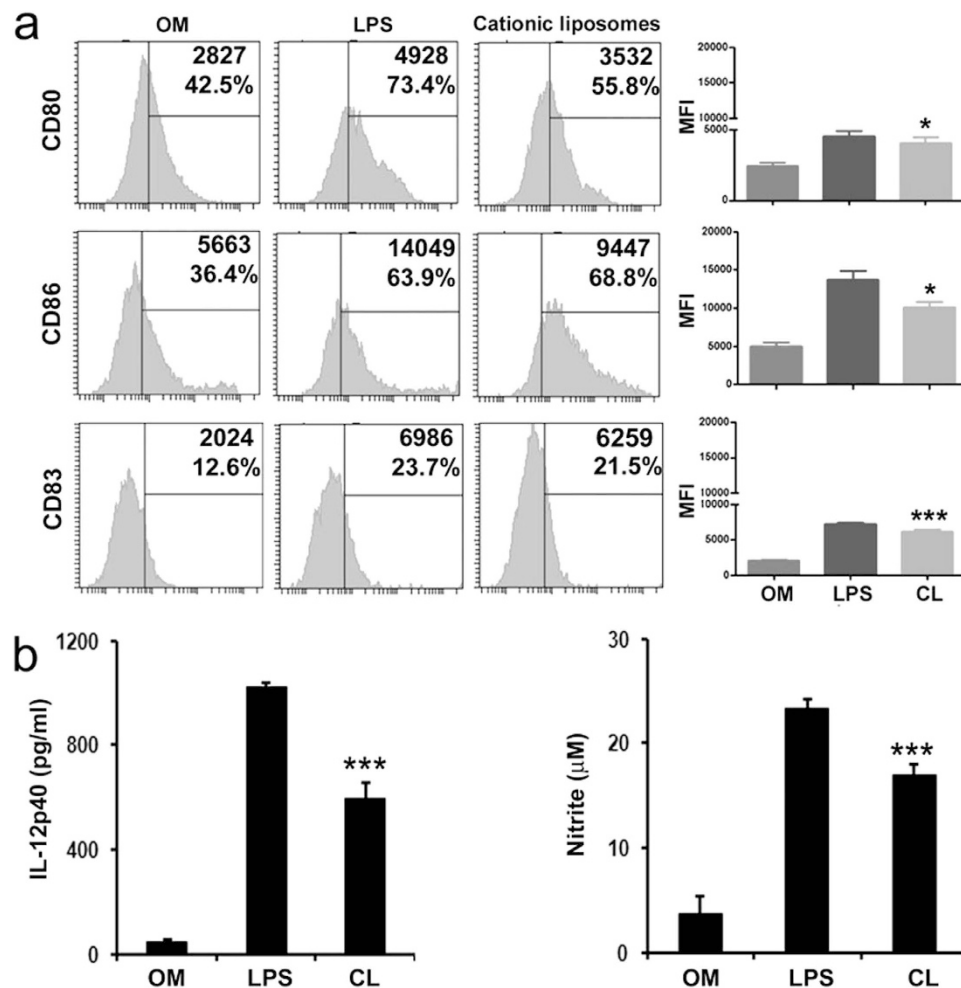 a
OM
LPS
Cationic liposomes
CD80
2827
42.5%
4928
73.4%
3532
55.8%
MFI
20000
15000
10000
5000
0
*
CD86
5663
36.4%
14049
63.9%
9447
68.8%
MFI
20000
15000
10000
5000
0
*
CD83
2024
12.6%
6986
23.7%
6259
21.5%
MFI
20000
15000
10000
5000
0
***
OM LPS CL
b
IL-12p40 (pg/ml)
1200
800
400
0
***
OM LPS CL
Nitrite (μM)
30
20
10
0
***
OM LPS CL